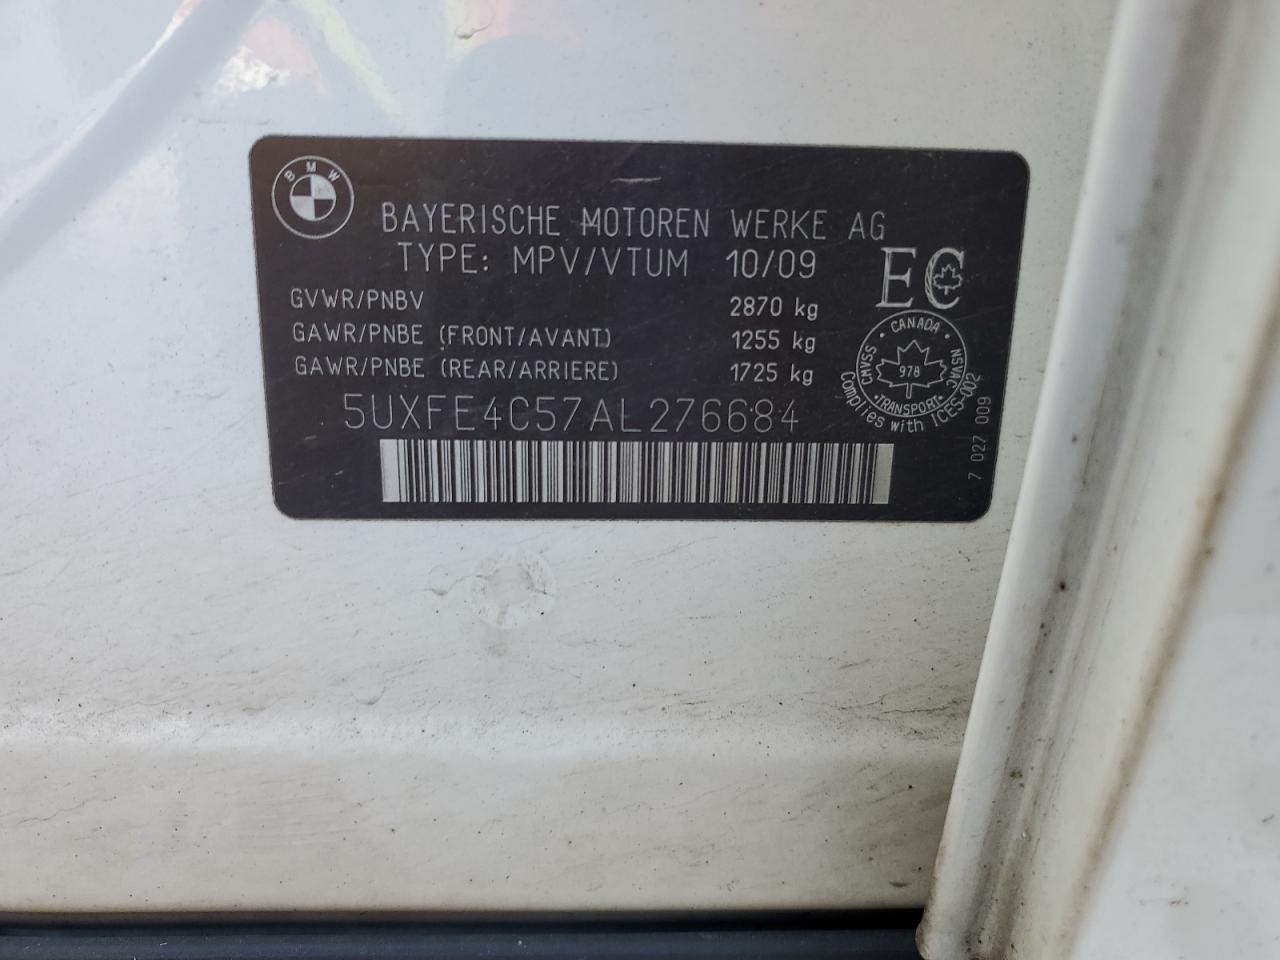 BMW
BAYERISCHE MOTOREN WERKE AG
TYPE: MPV/VTUM 10/09
EC
GVWR/PNBV 2870 kg
GAWR/PNBE (FRONT/AVANT) 1255 kg
GAWR/PNBE (REAR/ARRIERE) 1725 kg
CANADA
CMVSS NSVAC
978
TRANSPORT
Complies with ICES-002
5UXFE4C57AL276684
7 027 009